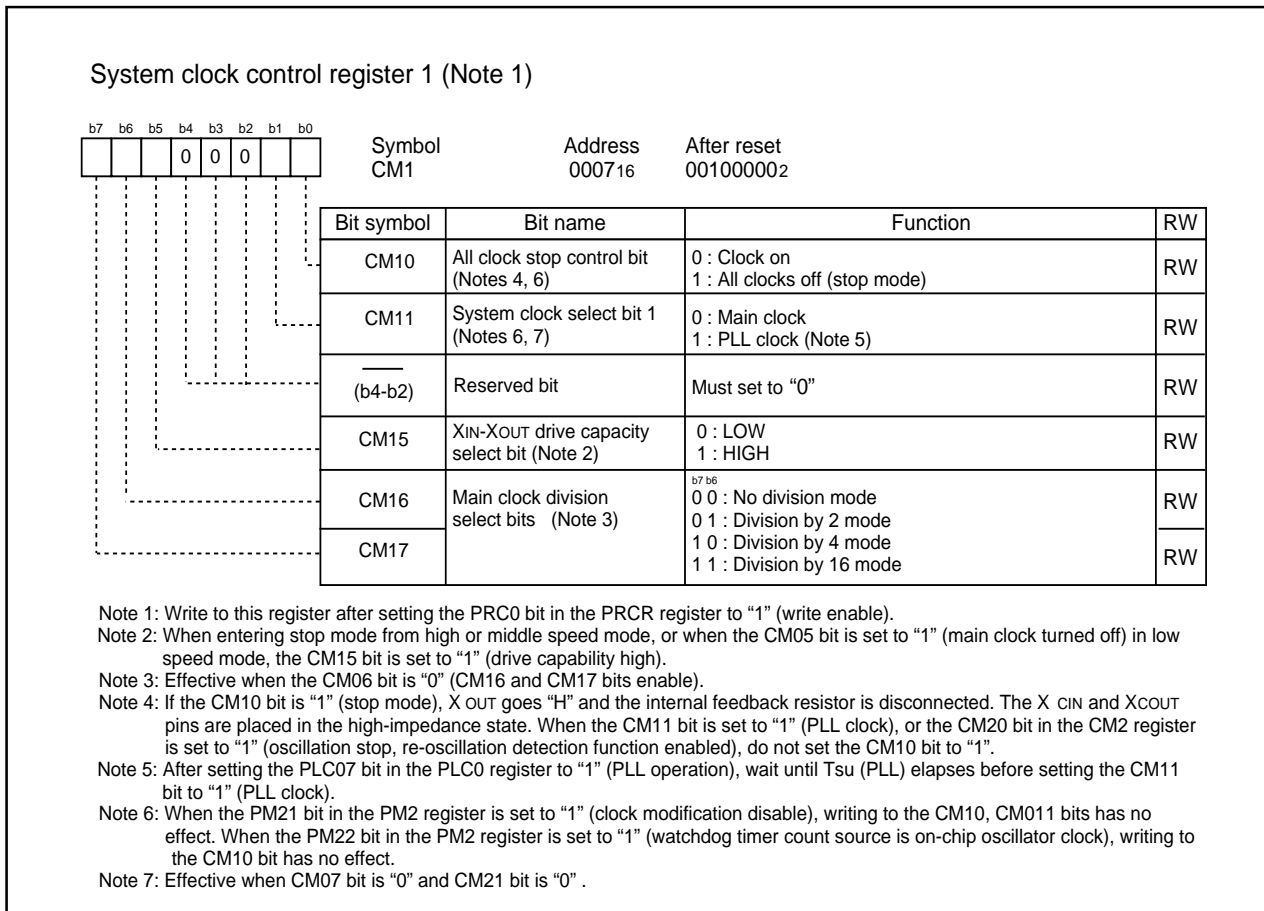 System clock control register 1 (Note 1)
b7 b6 b5 b4 b3 b2 b1 b0
0 0 0
Symbol Address After reset
CM1 000716 001000002
Bit symbol Bit name Function RW
CM10 All clock stop control bit (Notes 4, 6) 0 : Clock on
1 : All clocks off (stop mode) RW
CM11 System clock select bit 1 (Notes 6, 7) 0 : Main clock
1 : PLL clock (Note 5) RW
(b4-b2) Reserved bit Must set to “0” RW
CM15 XIN-XOUT drive capacity select bit (Note 2) 0 : LOW
1 : HIGH RW
CM16 Main clock division select bits (Note 3) b7 b6
0 0 : No division mode RW
0 1 : Division by 2 mode
CM17 1 0 : Division by 4 mode
1 1 : Division by 16 mode RW
Note 1: Write to this register after setting the PRC0 bit in the PRCR register to “1” (write enable).
Note 2: When entering stop mode from high or middle speed mode, or when the CM05 bit is set to “1” (main clock turned off) in low
speed mode, the CM15 bit is set to “1” (drive capability high).
Note 3: Effective when the CM06 bit is “0” (CM16 and CM17 bits enable).
Note 4: If the CM10 bit is “1” (stop mode), X OUT goes “H” and the internal feedback resistor is disconnected. The X CIN and XCOUT
pins are placed in the high-impedance state. When the CM11 bit is set to “1” (PLL clock), or the CM20 bit in the CM2 register
is set to “1” (oscillation stop, re-oscillation detection function enabled), do not set the CM10 bit to “1”.
Note 5: After setting the PLC07 bit in the PLC0 register to “1” (PLL operation), wait until Tsu (PLL) elapses before setting the CM11
bit to “1” (PLL clock).
Note 6: When the PM21 bit in the PM2 register is set to “1” (clock modification disable), writing to the CM10, CM011 bits has no
effect. When the PM22 bit in the PM2 register is set to “1” (watchdog timer count source is on-chip oscillator clock), writing to
the CM10 bit has no effect.
Note 7: Effective when CM07 bit is “0” and CM21 bit is “0” .